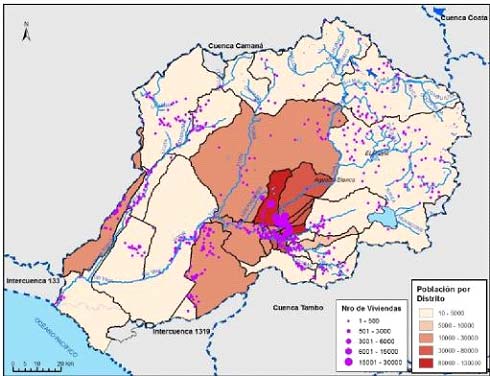 Cuenca Costa
N
Cuenca Camaná
Aguada Blanca
Intercuenca 133
Cuenca Tambo
OCEANO PACIFICO
Intercuenca 1319
0 5 10 20 Km
Nro de Viviendas
1 - 500
501 - 3000
3001 - 6000
6001 - 15000
15001 - 30000
Población por
Distrito
10 - 5000
5000 - 10000
10000 - 30000
30000 - 80000
80000 - 130000